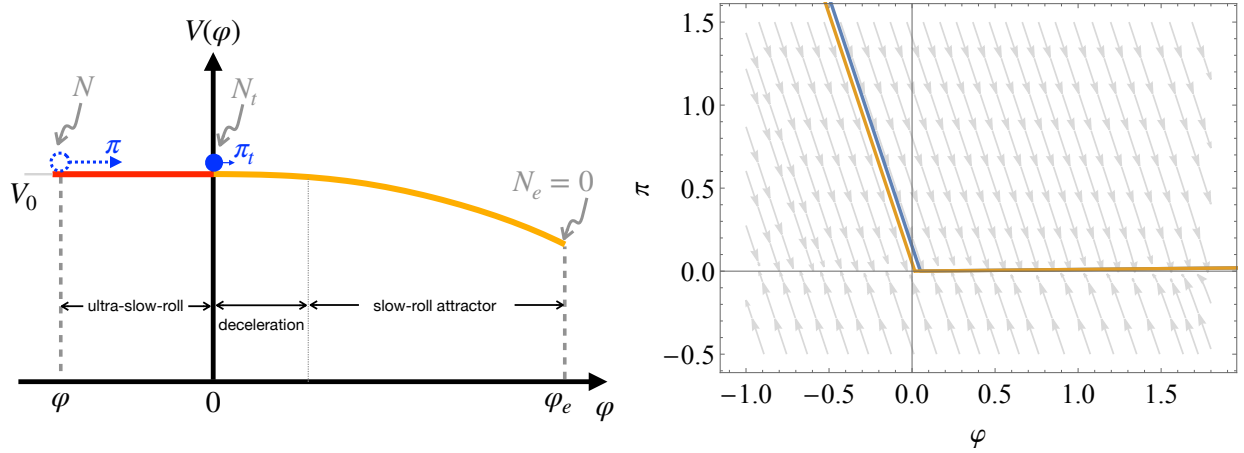 V(φ)
N
N_t
π
π_t
V_0
N_e = 0
ultra-slow-roll
deceleration
slow-roll attractor
φ
0
φ_e
φ
1.5
1.0
π
0.5
0.0
−0.5
−1.0
−0.5
0.0
0.5
1.0
1.5
φ